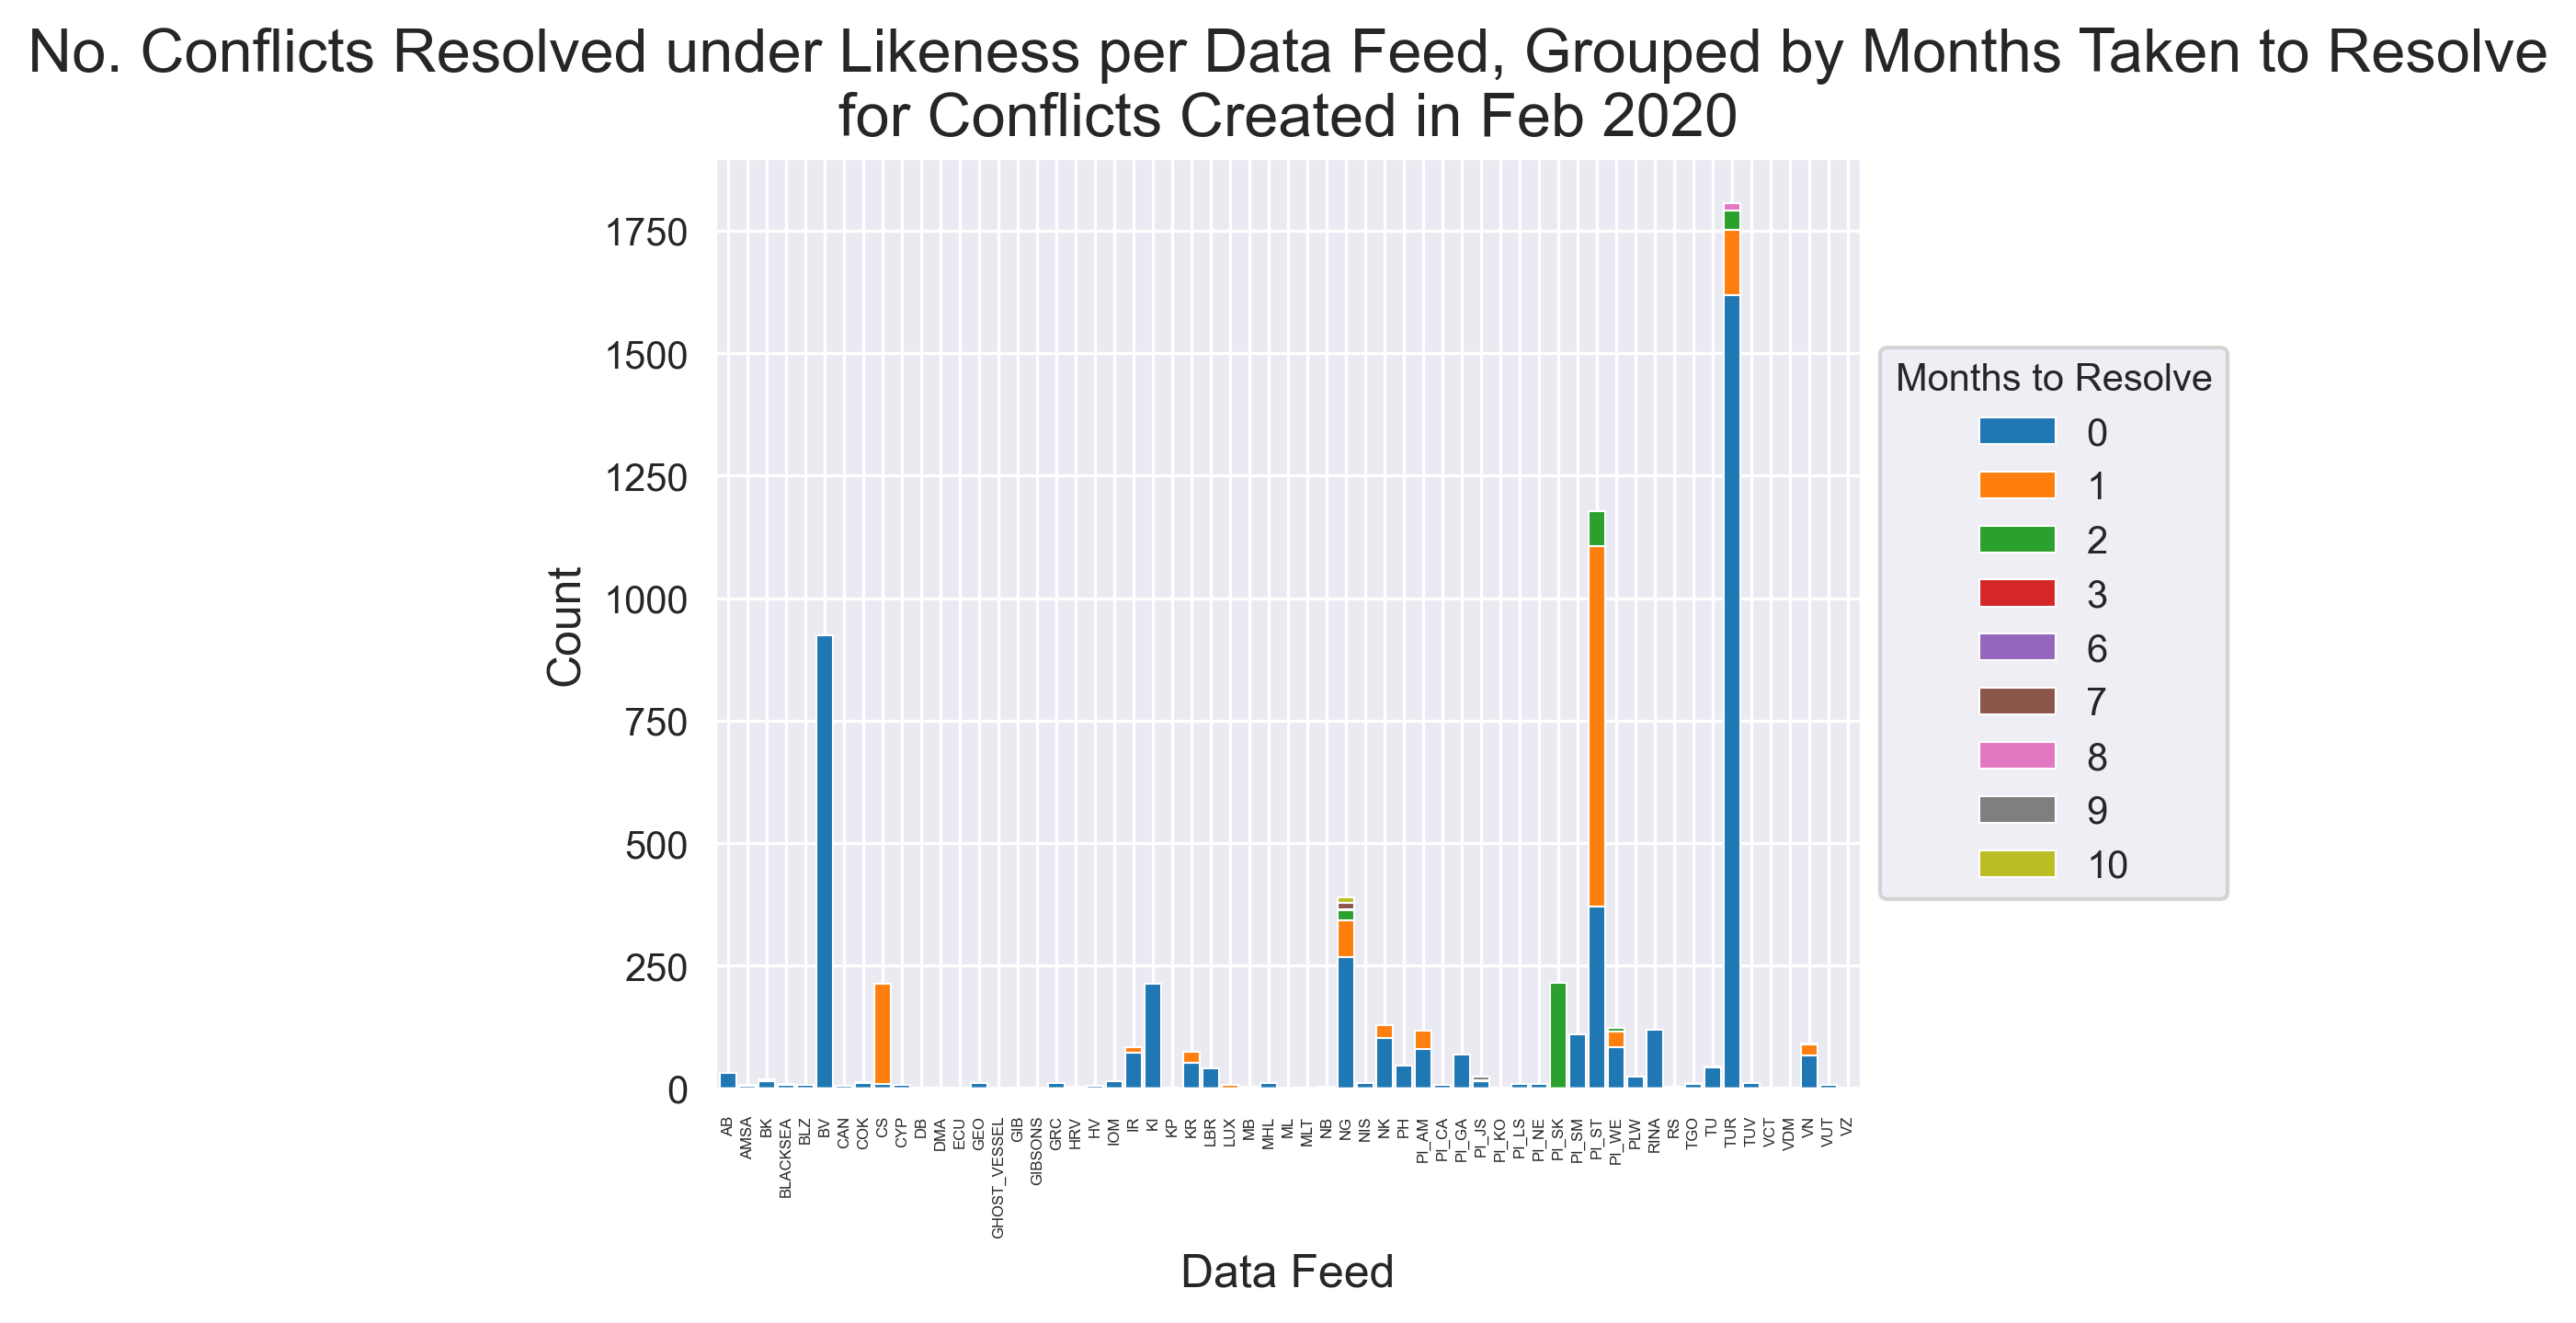 No. Conflicts Resolved under Likeness per Data Feed, Grouped by Months Taken to Resolve
for Conflicts Created in Feb 2020
1750
1500
1250
1000
750
500
250
0
Count
AB
AMSA
BK
BLACKSEA
BLZ
BV
CAN
COK
CS
CYP
DB
DMA
ECU
GEO
GHOST_VESSEL
GIB
GIBSONS
GRC
HRV
HV
IOM
IR
KI
KP
KR
LBR
LUX
MB
MHL
ML
MLT
NB
NG
NIS
NK
PH
PI_AM
PI_CA
PI_GA
PI_JS
PI_KO
PI_LS
PI_NE
PI_SK
PI_SM
PI_ST
PI_WE
PLW
RINA
RS
TGO
TU
TUR
TUV
VCT
VDM
VN
VUT
VZ
Data Feed
Months to Resolve
0
1
2
3
6
7
8
9
10